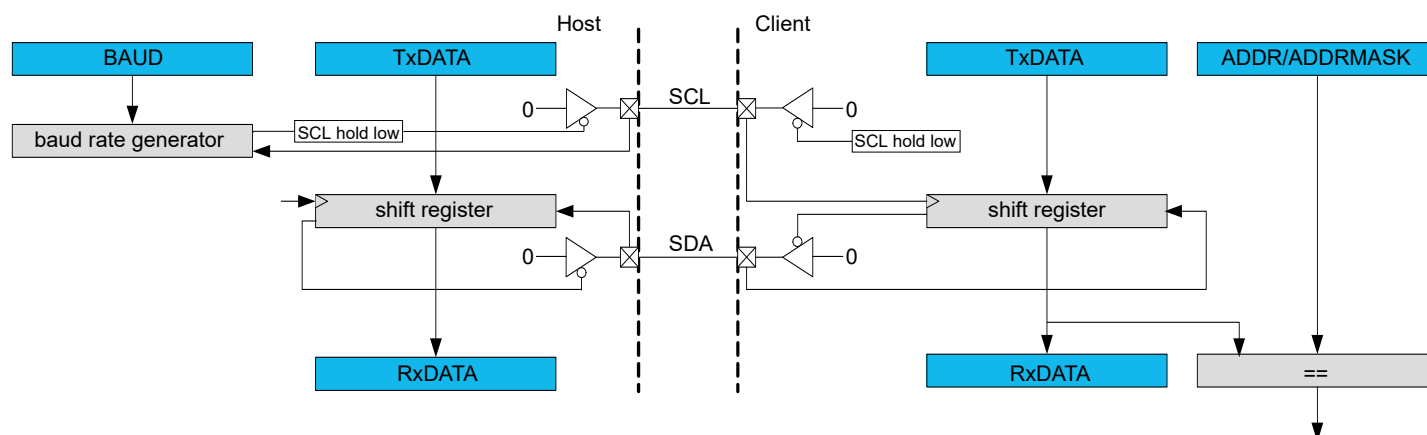 Host
Client
BAUD
TxDATA
TxDATA
ADDR/ADDRMASK
0
SCL
0
baud rate generator
SCL hold low
SCL hold low
shift register
shift register
0
SDA
0
RxDATA
RxDATA
==